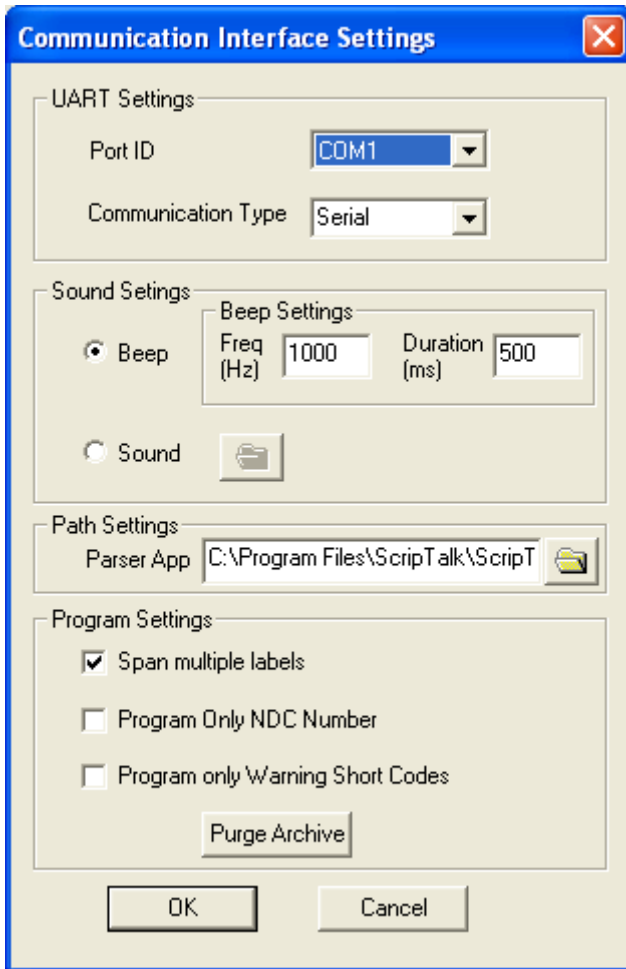 Communication Interface Settings
UART Settings
Port ID COM1
Communication Type Serial
Sound Setings
Beep Settings
Beep Freq (Hz) 1000 Duration (ms) 500
Sound
Path Settings
Parser App C:\Program Files\ScripTalk\ScripT
Program Settings
Span multiple labels
Program Only NDC Number
Program only Warning Short Codes
Purge Archive
OK Cancel